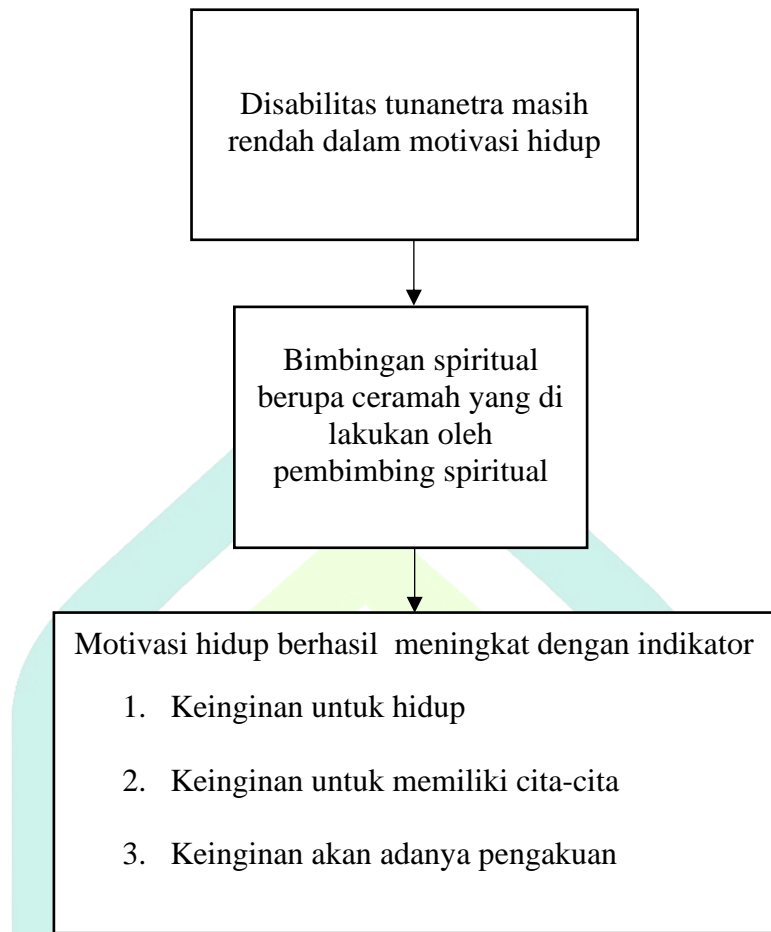 Disabilitas tunanetra masih
rendah dalam motivasi hidup
Bimbingan spiritual
berupa ceramah yang di
lakukan oleh
pembimbing spiritual
Motivasi hidup berhasil  meningkat dengan indikator
1. Keinginan untuk hidup
2. Keinginan untuk memiliki cita-cita
3. Keinginan akan adanya pengakuan